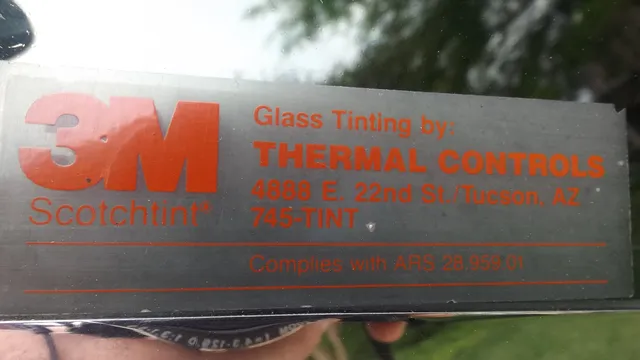 3M
Scotchtint*
Glass Tinting by:
THERMAL CONTROLS
4888 E. 22nd St./Tucson, AZ
745-TINT
Complies with ARS 28.959.01